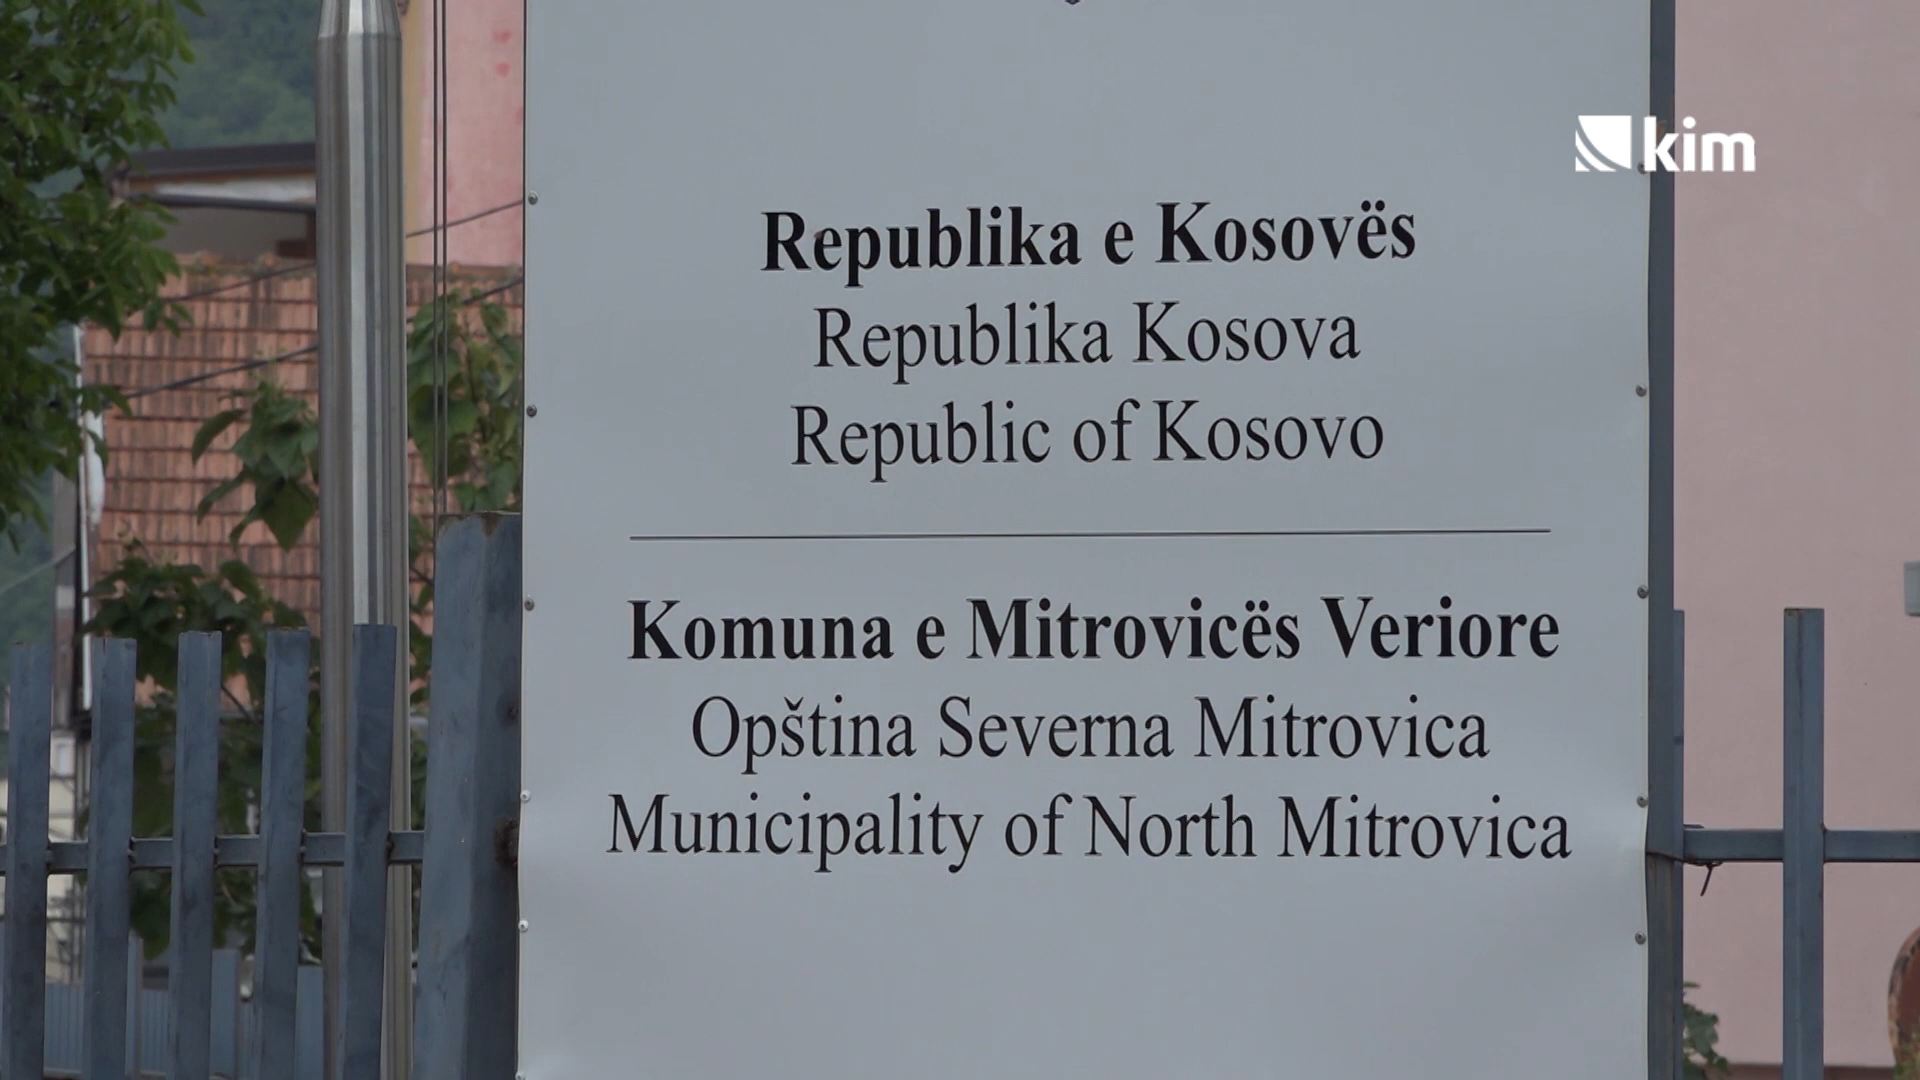 kim
Republika e Kosovës
Republika Kosova
Republic of Kosovo
Komuna e Mitrovicës Veriore
Opština Severna Mitrovica
Municipality of North Mitrovica